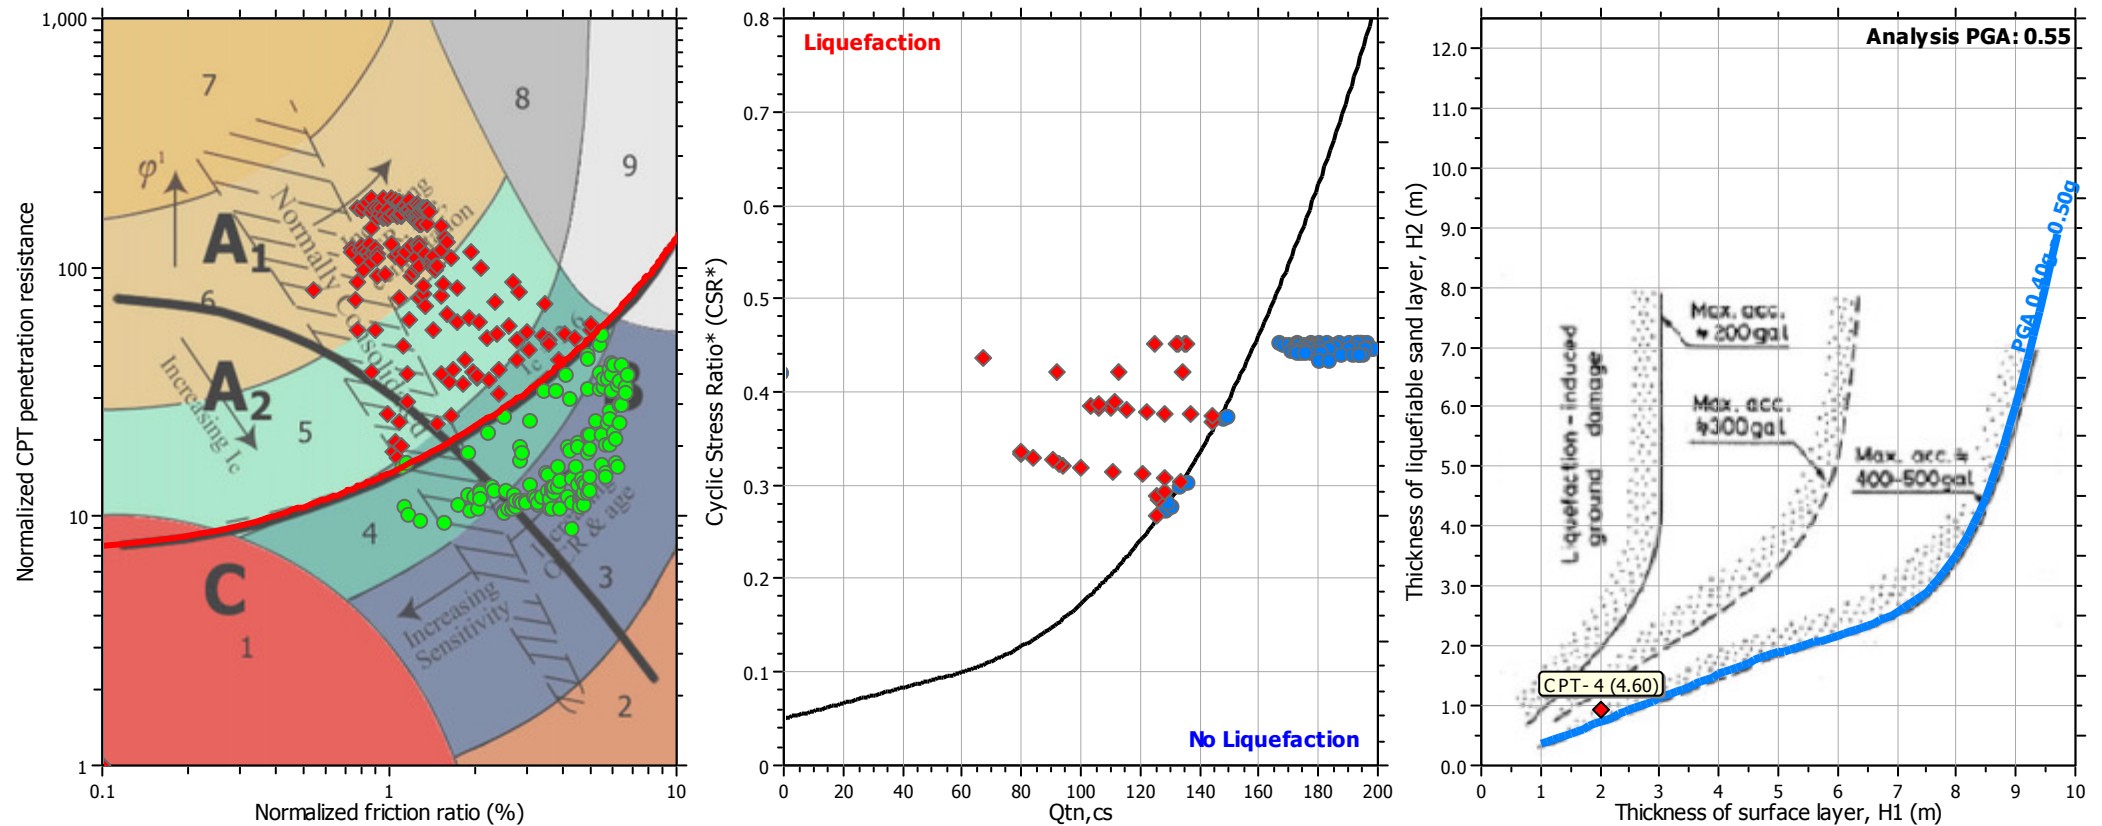 1,000
100
10
1
0.1
1
10
Normalized CPT penetration resistance
Normalized friction ratio (%)
7
8
9
φ'
A1
6
A2
5
4
C
1
3
2
Normally Consolidated
Increasing Ic
Increasing
Sensitivity
OCR & age
0.8
0.7
0.6
0.5
0.4
0.3
0.2
0.1
0
0
20
40
60
80
100
120
140
160
180
200
Cyclic Stress Ratio* (CSR*)
Qtn,cs
Liquefaction
No Liquefaction
Analysis PGA: 0.55
12.0
11.0
10.0
9.0
8.0
7.0
6.0
5.0
4.0
3.0
2.0
1.0
0.0
0
1
2
3
4
5
6
7
8
9
10
Thickness of liquefiable sand layer, H2 (m)
Thickness of surface layer, H1 (m)
Liquefaction-induced
ground damage
Max. acc.
≒ 200gal
Max. acc.
≒300gal
Max. acc. ≒
400-500gal
PGA 0.40g - 0.50g
CPT-4 (4.60)